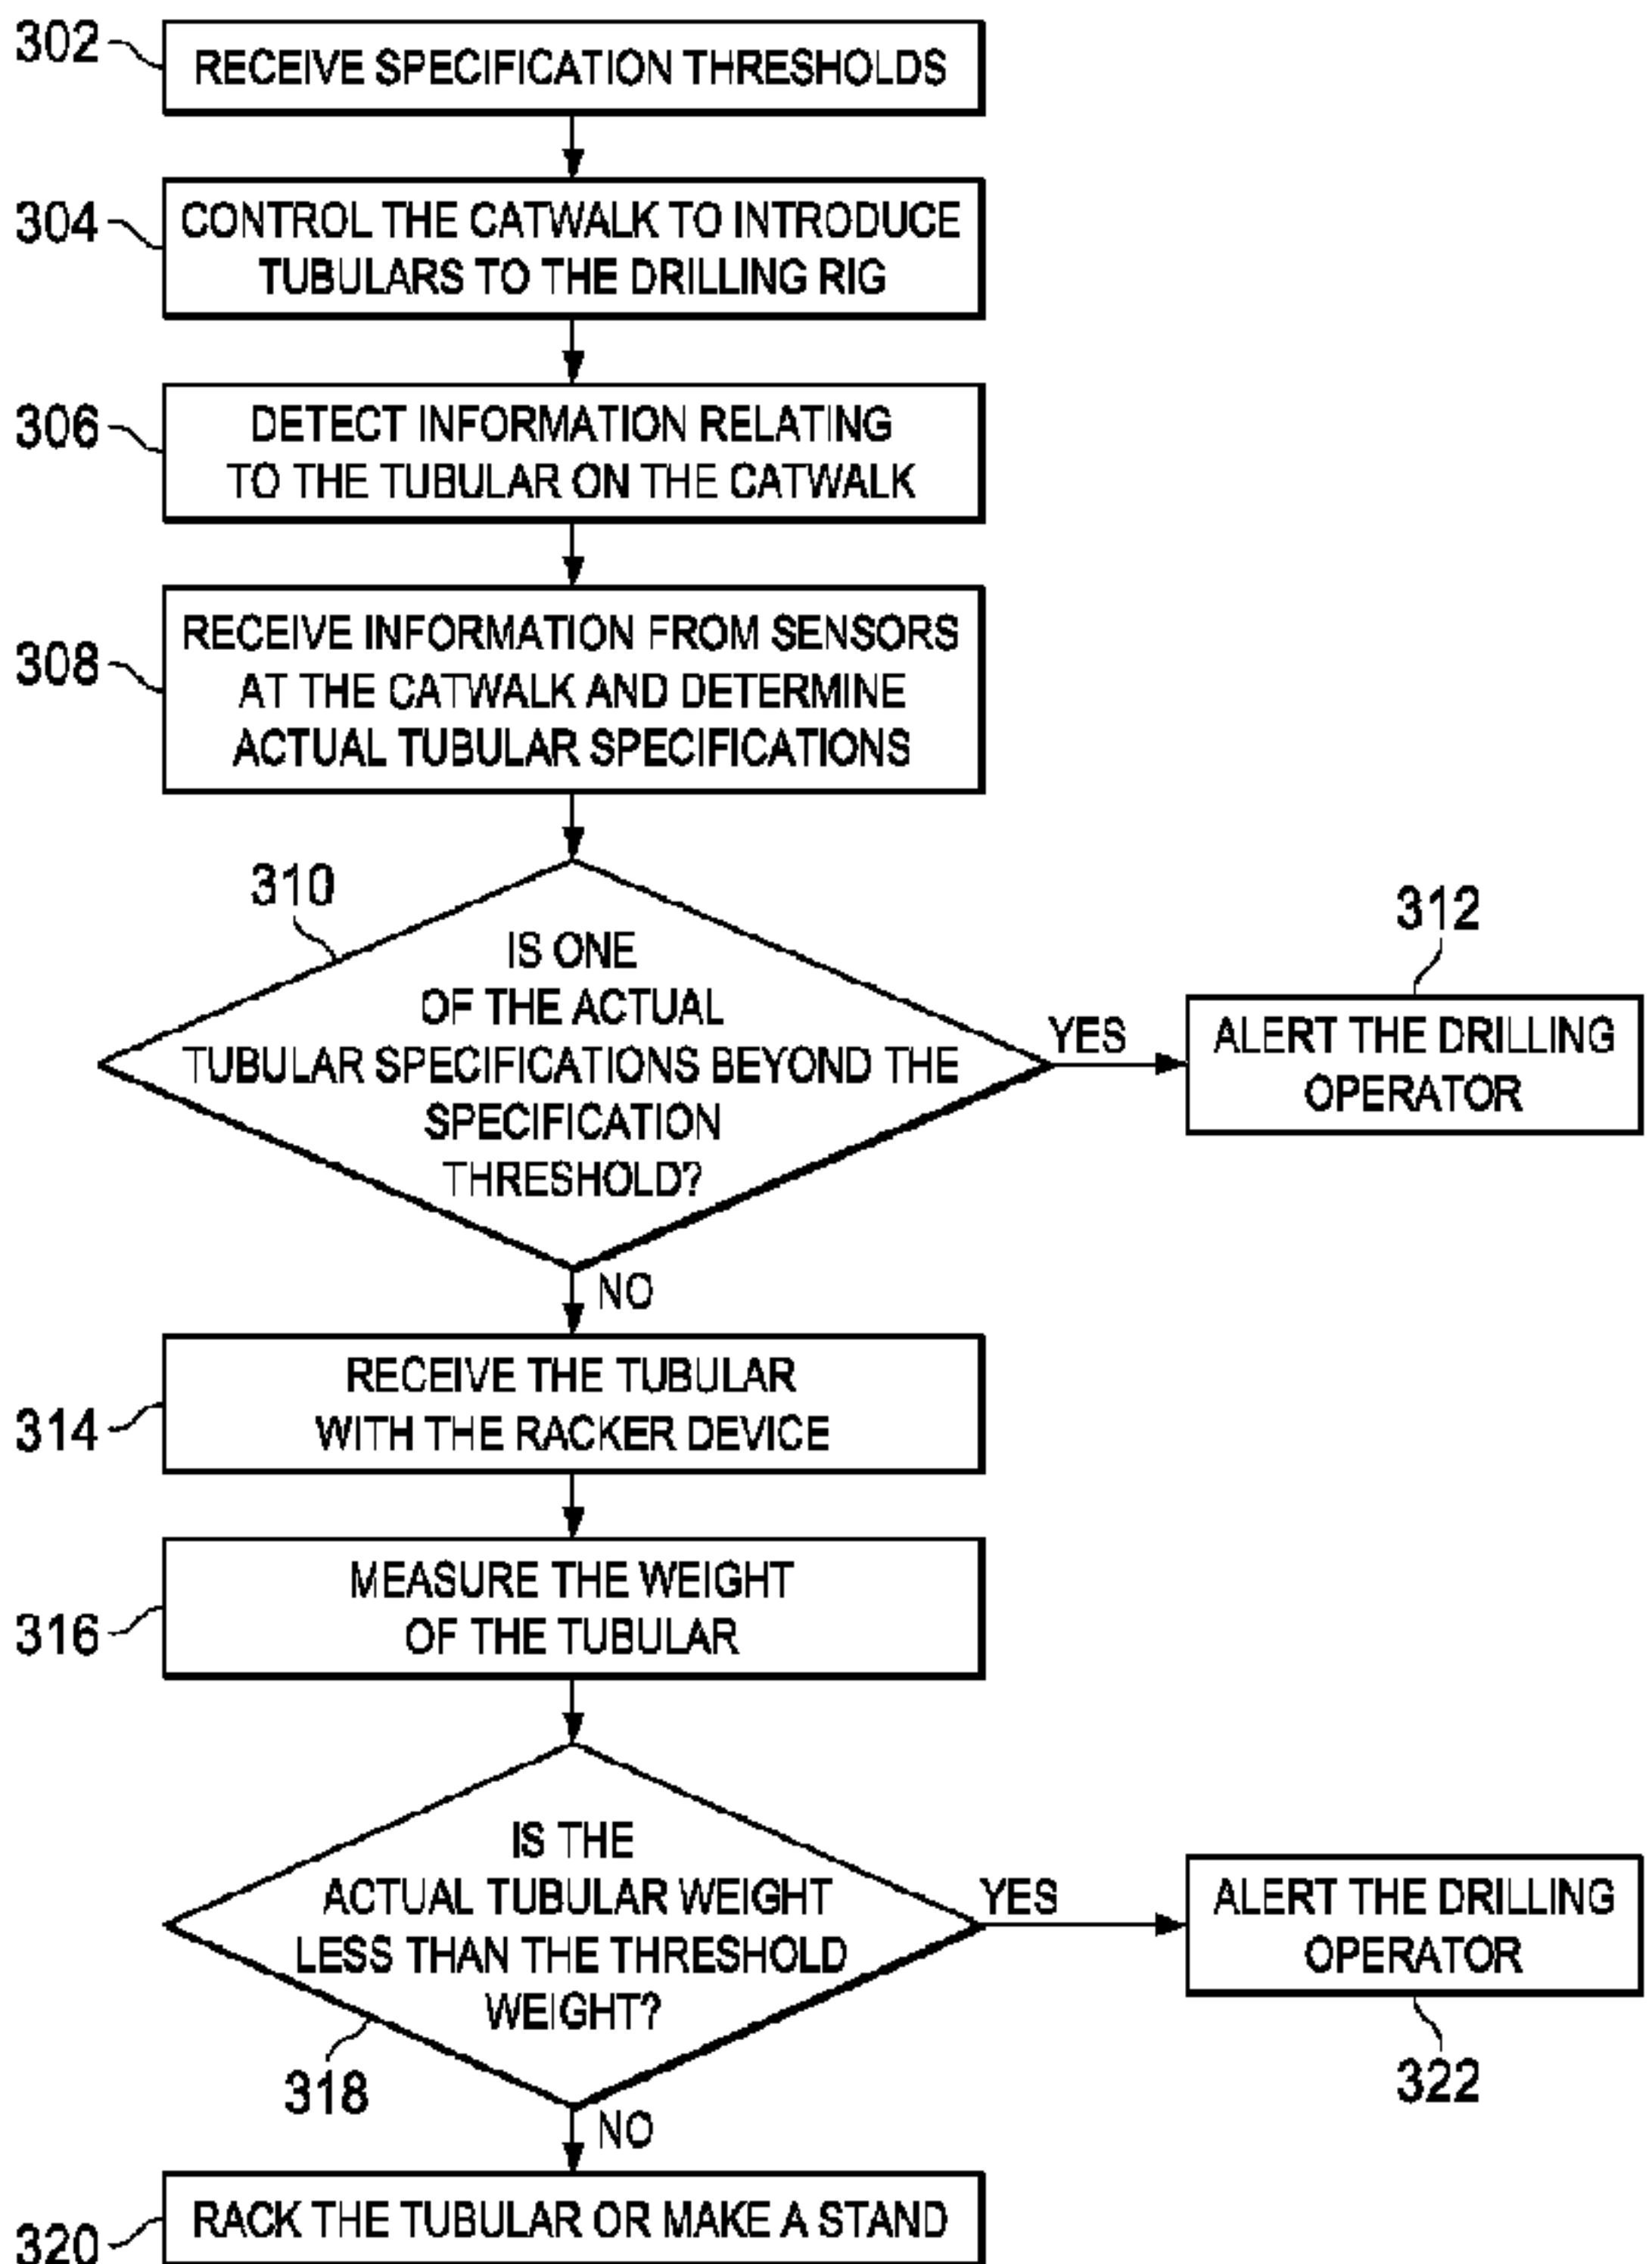 302
RECEIVE SPECIFICATION THRESHOLDS
304
CONTROL THE CATWALK TO INTRODUCE
TUBULARS TO THE DRILLING RIG
306
DETECT INFORMATION RELATING
TO THE TUBULAR ON THE CATWALK
308
RECEIVE INFORMATION FROM SENSORS
AT THE CATWALK AND DETERMINE
ACTUAL TUBULAR SPECIFICATIONS
310
IS ONE
OF THE ACTUAL
TUBULAR SPECIFICATIONS BEYOND THE
SPECIFICATION
THRESHOLD?
YES
312
ALERT THE DRILLING
OPERATOR
NO
314
RECEIVE THE TUBULAR
WITH THE RACKER DEVICE
316
MEASURE THE WEIGHT
OF THE TUBULAR
IS THE
ACTUAL TUBULAR WEIGHT
LESS THAN THE THRESHOLD
WEIGHT?
318
YES
ALERT THE DRILLING
OPERATOR
322
NO
320
RACK THE TUBULAR OR MAKE A STAND